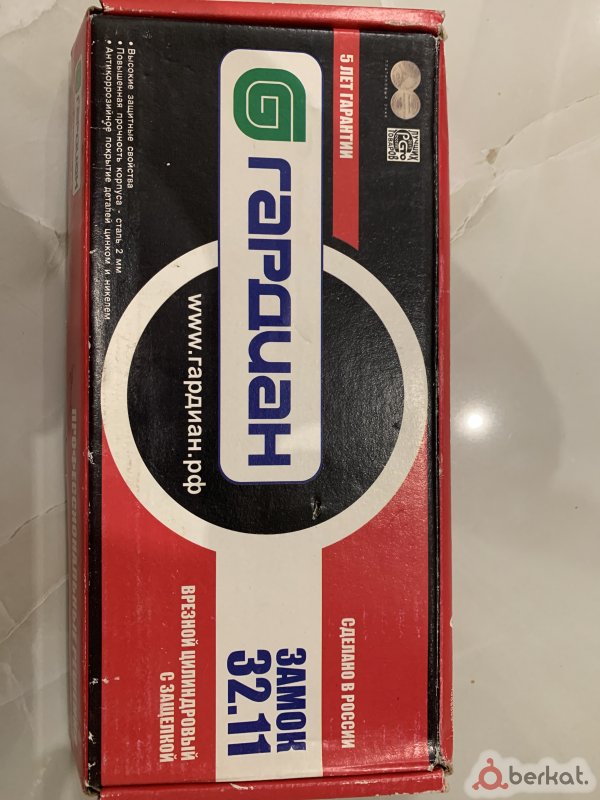 5 ЛЕТ ГАРАНТИИ
ГАРДИАН
• Высокие защитные свойства
• Повышенная прочность корпуса - сталь 2 мм
• Антикоррозийное покрытие деталей цинком и никелем
www.гардиан.рф
СДЕЛАНО В РОССИИ
ЗАМОК
32.11
ВРЕЗНОЙ ЦИЛИНДРОВЫЙ
С ЗАЩЕЛКОЙ
berkat.